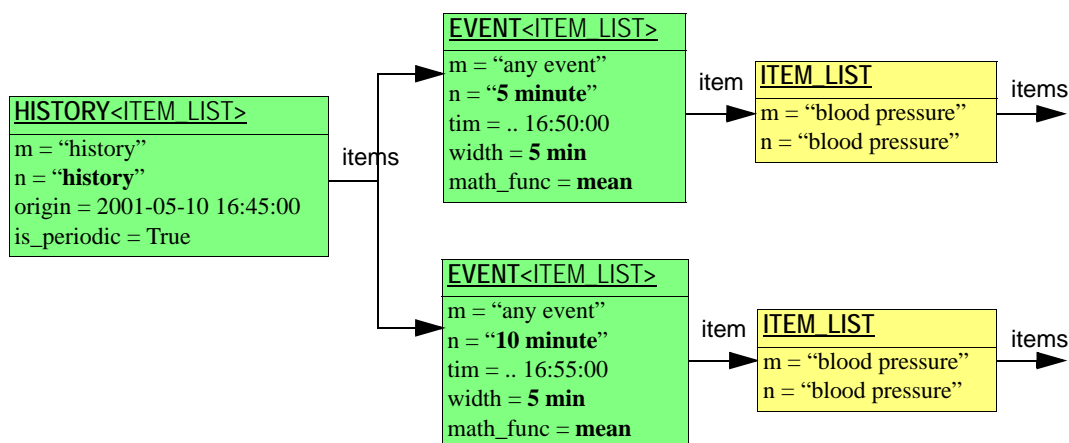 HISTORY<ITEM_LIST>
m = “history”
n = “history”
origin = 2001-05-10 16:45:00
is_periodic = True
items
EVENT<ITEM_LIST>
m = “any event”
n = “5 minute”
tim = .. 16:50:00
width = 5 min
math_func = mean
item
ITEM_LIST
m = “blood pressure”
n = “blood pressure”
items
EVENT<ITEM_LIST>
m = “any event”
n = “10 minute”
tim = .. 16:55:00
width = 5 min
math_func = mean
item
ITEM_LIST
m = “blood pressure”
n = “blood pressure”
items